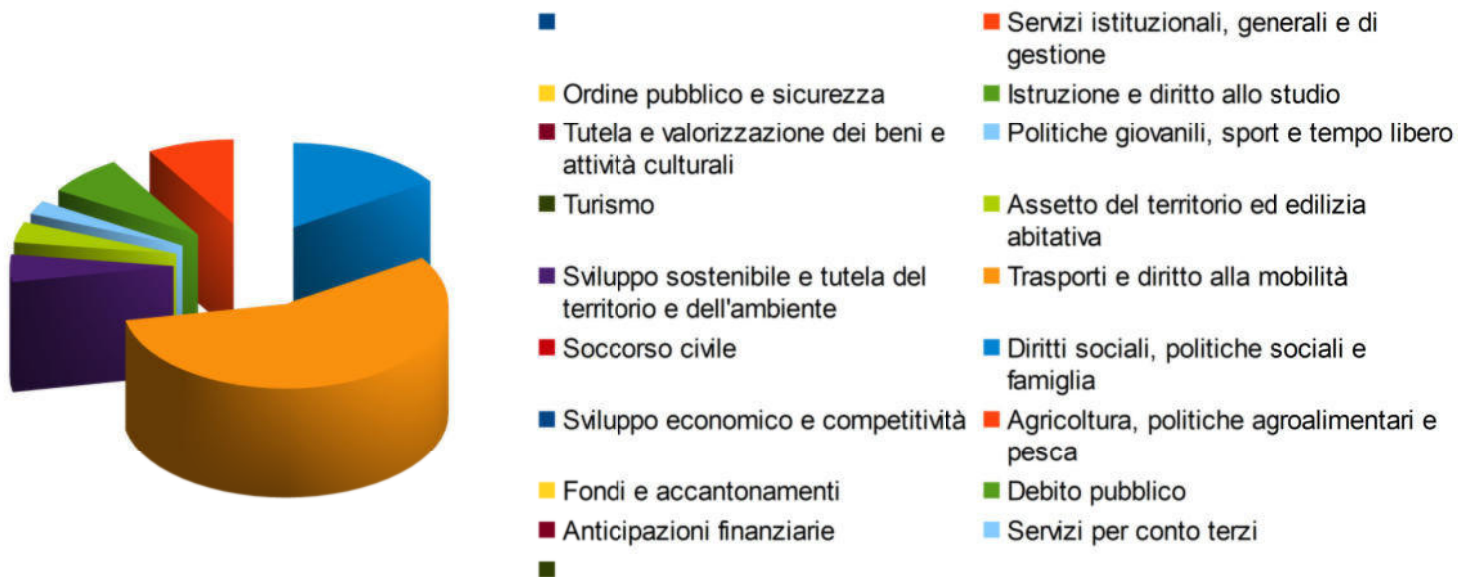 Servizi istituzionali, generali e di
gestione
Ordine pubblico e sicurezza
Istruzione e diritto allo studio
Tutela e valorizzazione dei beni e
attività culturali
Politiche giovanili, sport e tempo libero
Turismo
Assetto del territorio ed edilizia
abitativa
Sviluppo sostenibile e tutela del
territorio e dell'ambiente
Trasporti e diritto alla mobilità
Soccorso civile
Diritti sociali, politiche sociali e
famiglia
Sviluppo economico e competitività
Agricoltura, politiche agroalimentari e
pesca
Fondi e accantonamenti
Debito pubblico
Anticipazioni finanziarie
Servizi per conto terzi